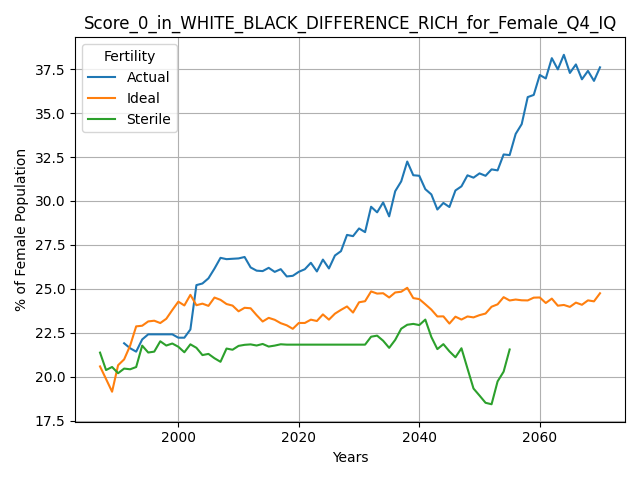 Score_0_in_WHITE_BLACK_DIFFERENCE_RICH_for_Female_Q4_IQ
Fertility
Actual
Ideal
Sterile
% of Female Population
37.5
35.0
32.5
30.0
27.5
25.0
22.5
20.0
17.5
2000
2020
2040
2060
Years